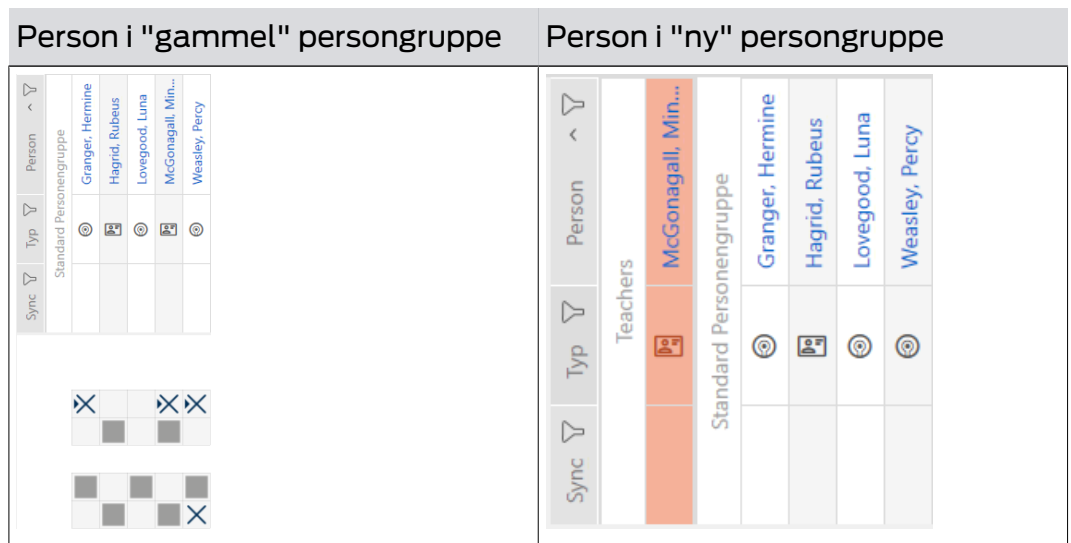 Person i "gammel" persongruppe
Person i "ny" persongruppe
Sync Typ Person
Standard Personengruppe
Granger, Hermine
Hagrid, Rubeus
Lovegood, Luna
McGonagall, Min...
Weasley, Percy
Sync Typ Person
Teachers
McGonagall, Min...
Standard Personengruppe
Granger, Hermine
Hagrid, Rubeus
Lovegood, Luna
Weasley, Percy